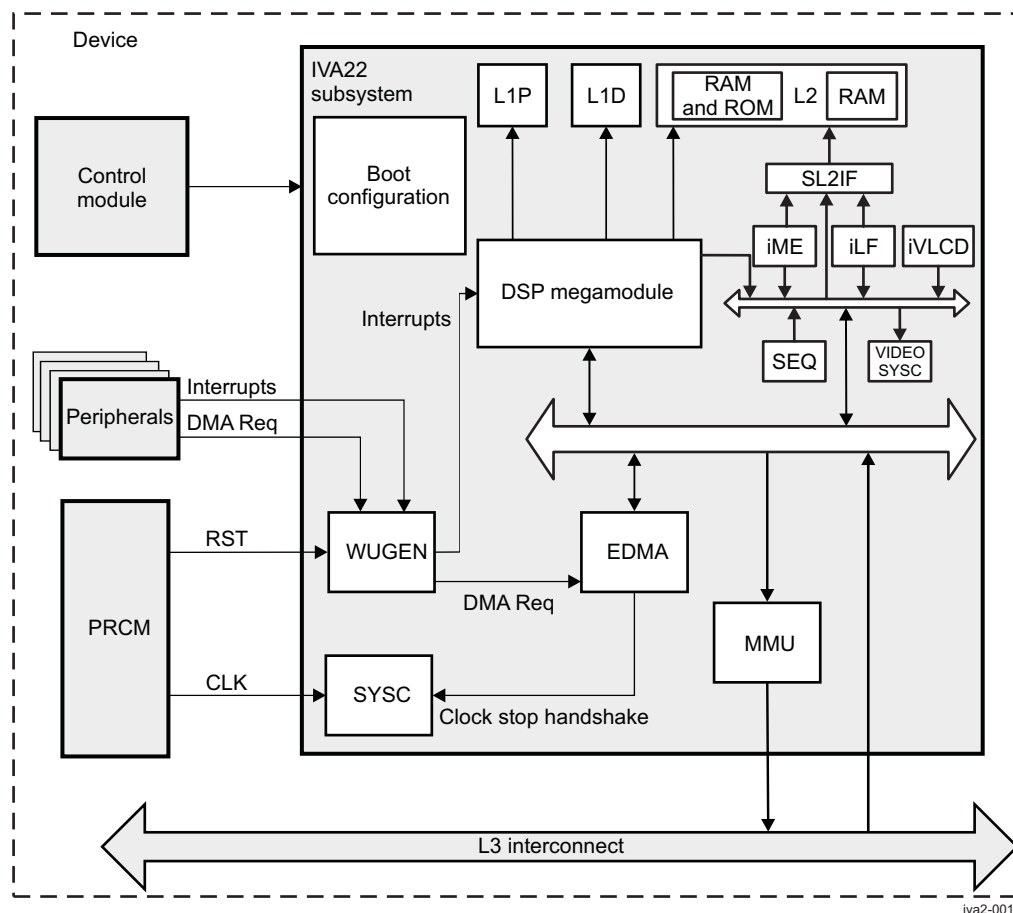 Device
IVA22
subsystem
L1P
L1D
RAM
and ROM
L2
RAM
Control
module
Boot
configuration
SL2IF
iME
iLF
iVLCD
DSP megamodule
Interrupts
SEQ
VIDEO
SYSC
Peripherals
Interrupts
DMA Req
RST
WUGEN
EDMA
DMA Req
PRCM
MMU
CLK
SYSC
Clock stop handshake
L3 interconnect
iva2-001